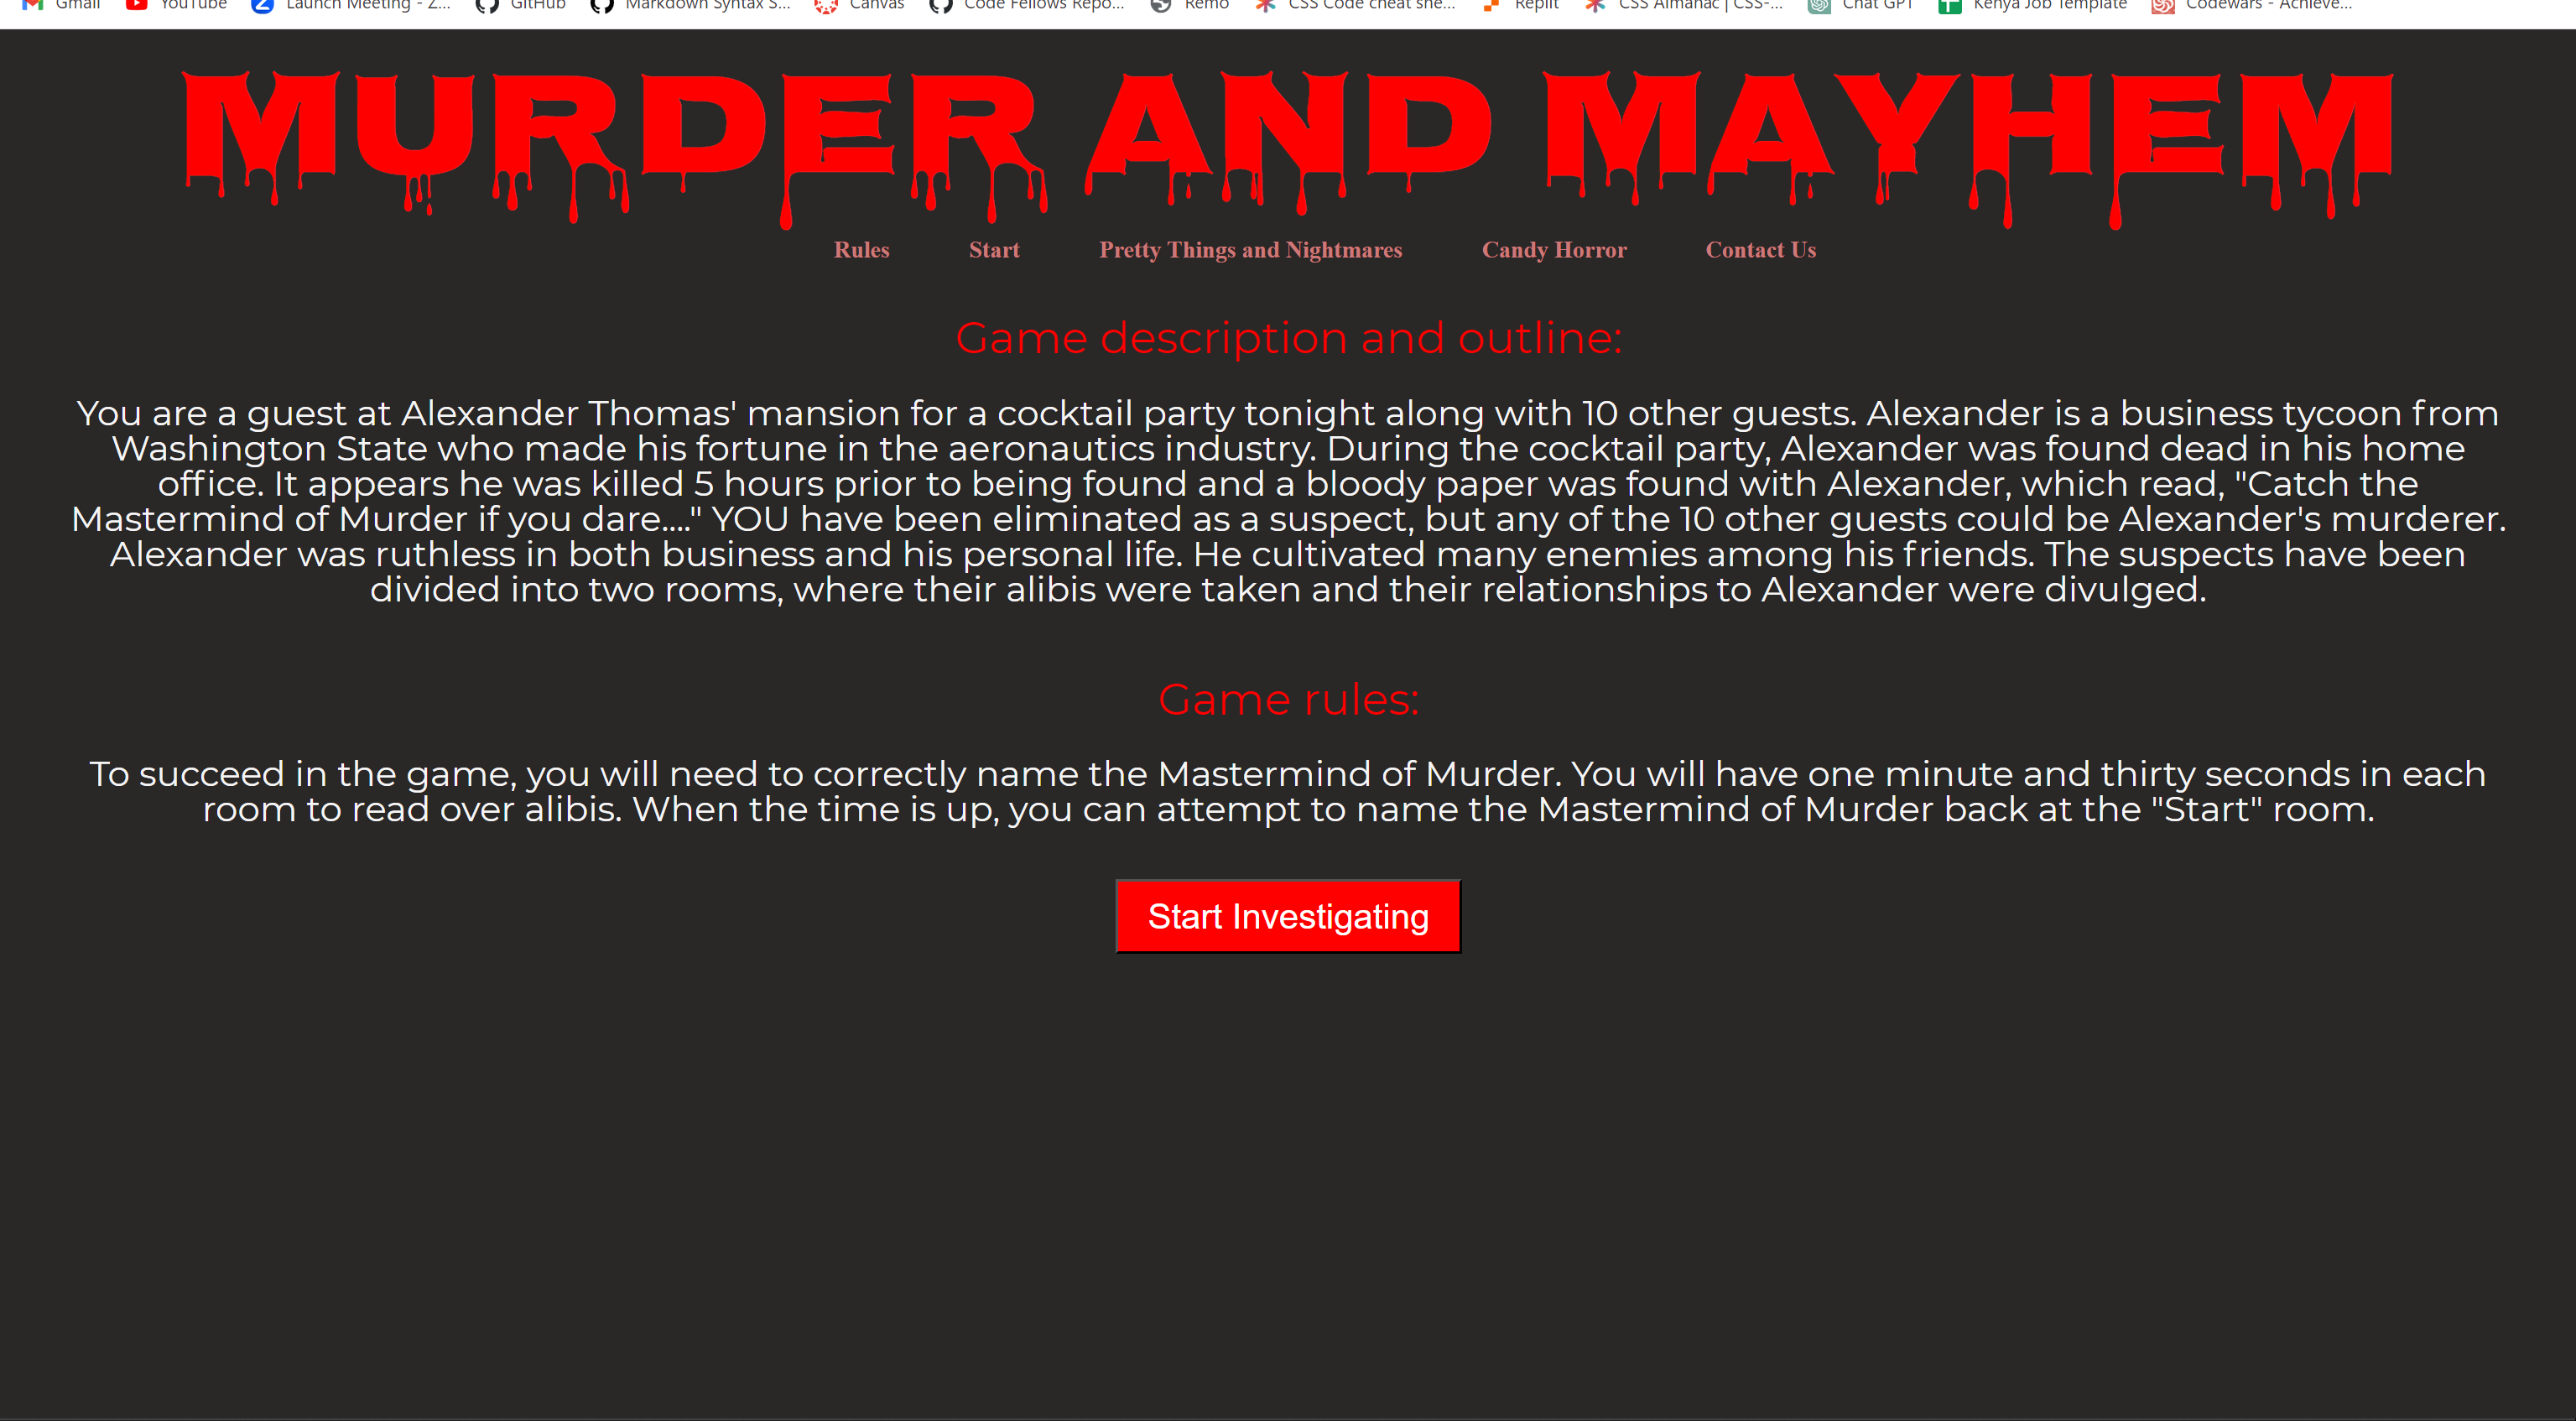 Gmail YouTube Launch Meeting - Z... GitHub Markdown Syntax S... Canvas Code Fellows Repo... Remo CSS Code cheat she... Replit CSS Almanac | CSS-... Chat GPT Kenya Job Template Codewars - Achieve...
MURDER AND MAYHEM
Rules Start Pretty Things and Nightmares Candy Horror Contact Us
Game description and outline:
You are a guest at Alexander Thomas' mansion for a cocktail party tonight along with 10 other guests. Alexander is a business tycoon from
Washington State who made his fortune in the aeronautics industry. During the cocktail party, Alexander was found dead in his home
office. It appears he was killed 5 hours prior to being found and a bloody paper was found with Alexander, which read, "Catch the
Mastermind of Murder if you dare...." YOU have been eliminated as a suspect, but any of the 10 other guests could be Alexander's murderer.
Alexander was ruthless in both business and his personal life. He cultivated many enemies among his friends. The suspects have been
divided into two rooms, where their alibis were taken and their relationships to Alexander were divulged.
Game rules:
To succeed in the game, you will need to correctly name the Mastermind of Murder. You will have one minute and thirty seconds in each
room to read over alibis. When the time is up, you can attempt to name the Mastermind of Murder back at the "Start" room.
Start Investigating